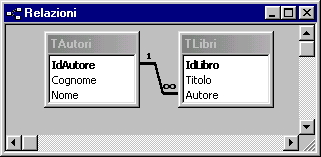 Relazioni
TAutori
IdAutore
Cognome
Nome
1
∞
TLibri
IdLibro
Titolo
Autore